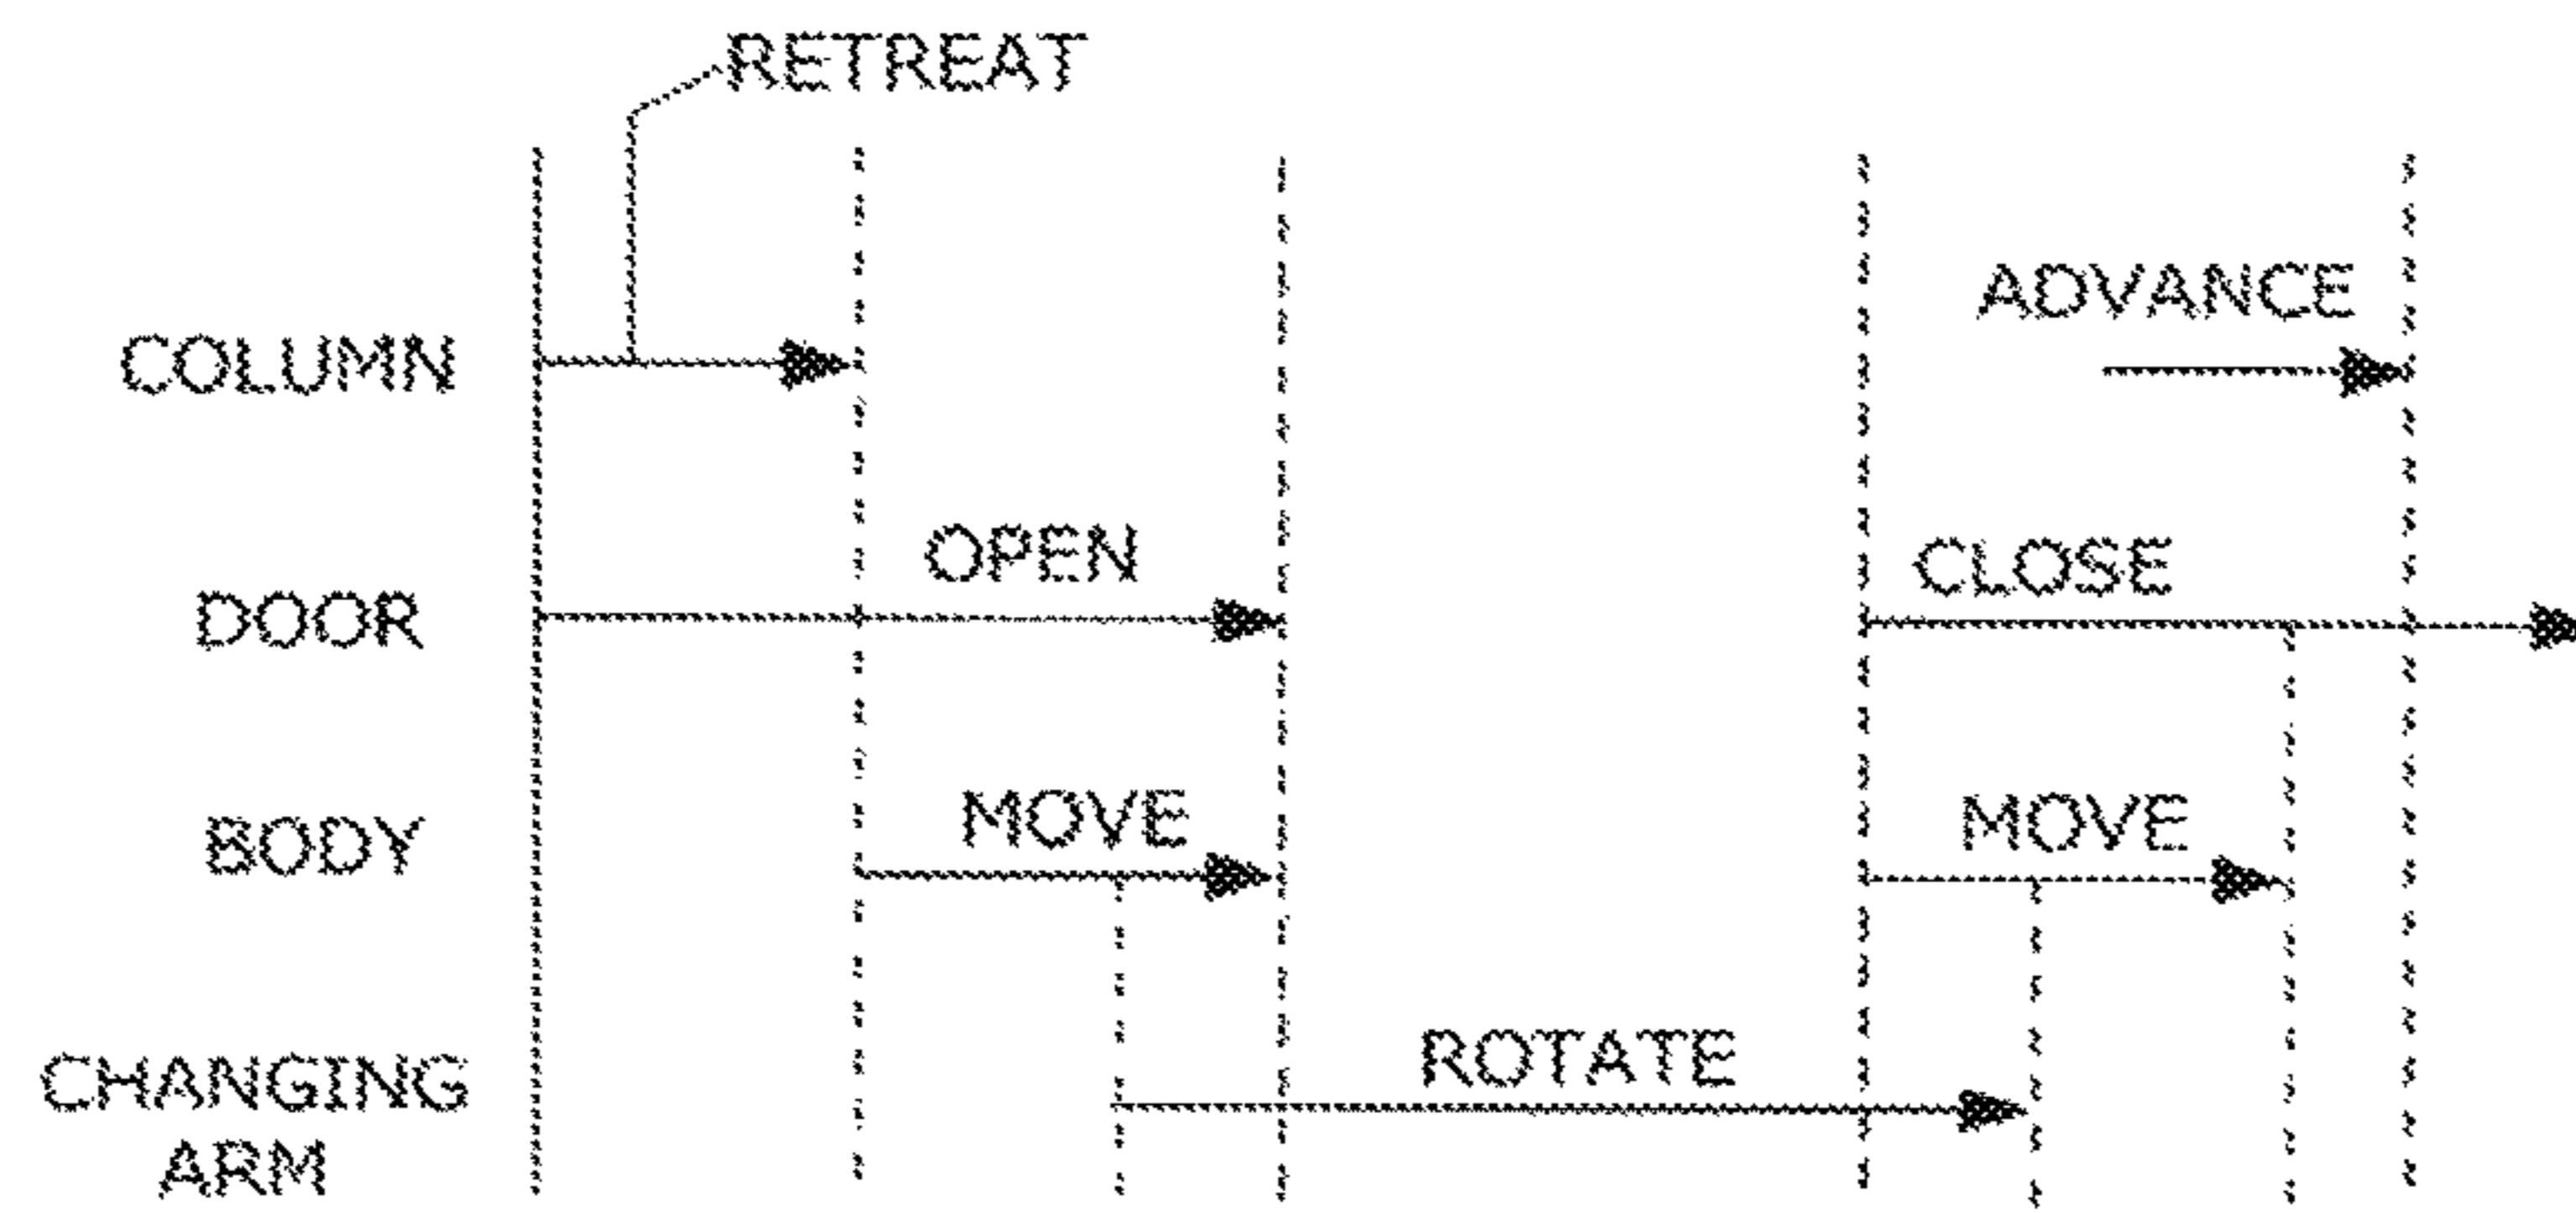 RETREAT
COLUMN
ADVANCE
DOOR
OPEN
CLOSE
BODY
MOVE
MOVE
CHANGING
ARM
ROTATE